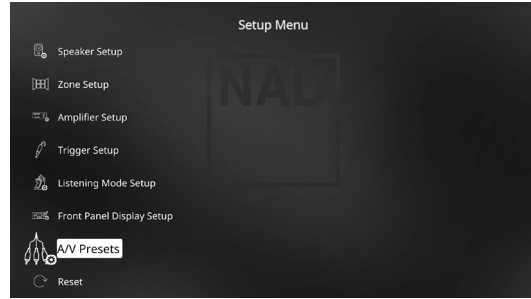 Setup Menu
Speaker Setup
Zone Setup
Amplifier Setup
Trigger Setup
Listening Mode Setup
Front Panel Display Setup
A/V Presets
Reset
NAD